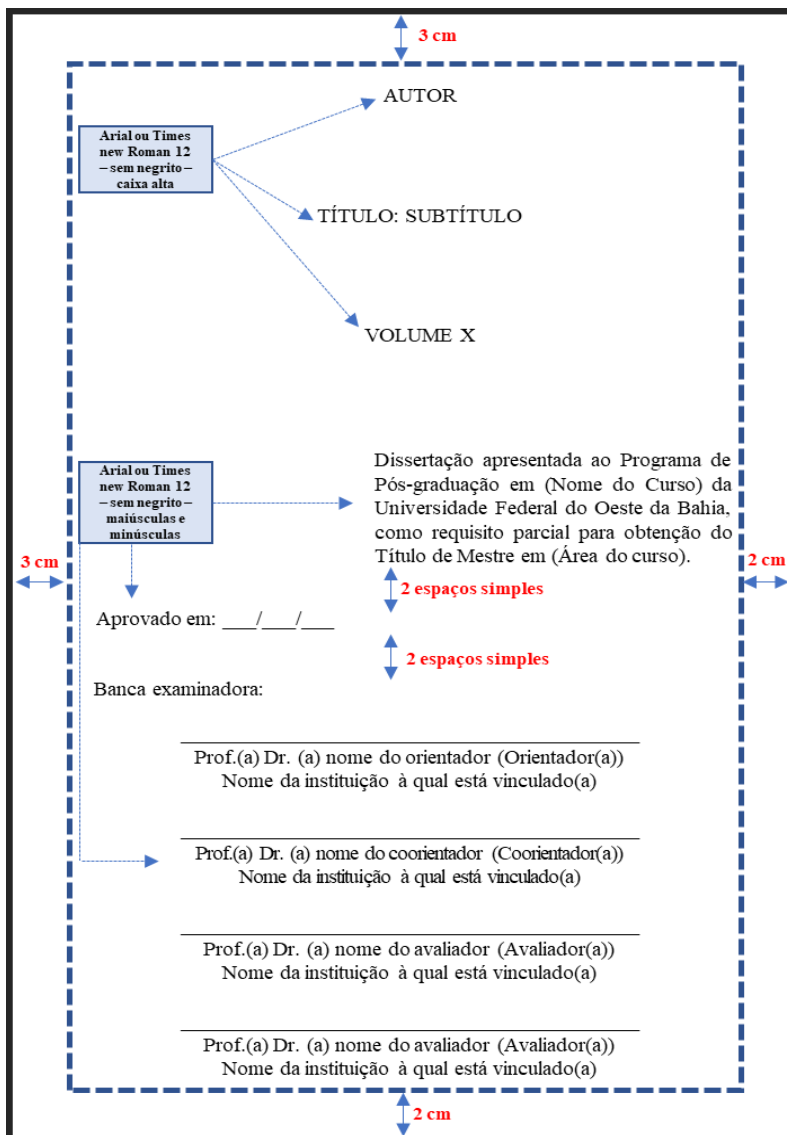 3 cm
AUTOR
Arial ou Times
new Roman 12
– sem negrito –
caixa alta
TÍTULO: SUBTÍTULO
VOLUME X
Arial ou Times
new Roman 12
– sem negrito –
maiúsculas e
minúsculas
Dissertação apresentada ao Programa de
Pós-graduação em (Nome do Curso) da
Universidade Federal do Oeste da Bahia,
como requisito parcial para obtenção do
Título de Mestre em (Área do curso).
3 cm
2 cm
2 espaços simples
Aprovado em: ___/___/___
2 espaços simples
Banca examinadora:
Prof.(a) Dr. (a) nome do orientador (Orientador(a))
Nome da instituição à qual está vinculado(a)
Prof.(a) Dr. (a) nome do coorientador (Coorientador(a))
Nome da instituição à qual está vinculado(a)
Prof.(a) Dr. (a) nome do avaliador (Avaliador(a))
Nome da instituição à qual está vinculado(a)
Prof.(a) Dr. (a) nome do avaliador (Avaliador(a))
Nome da instituição à qual está vinculado(a)
2 cm